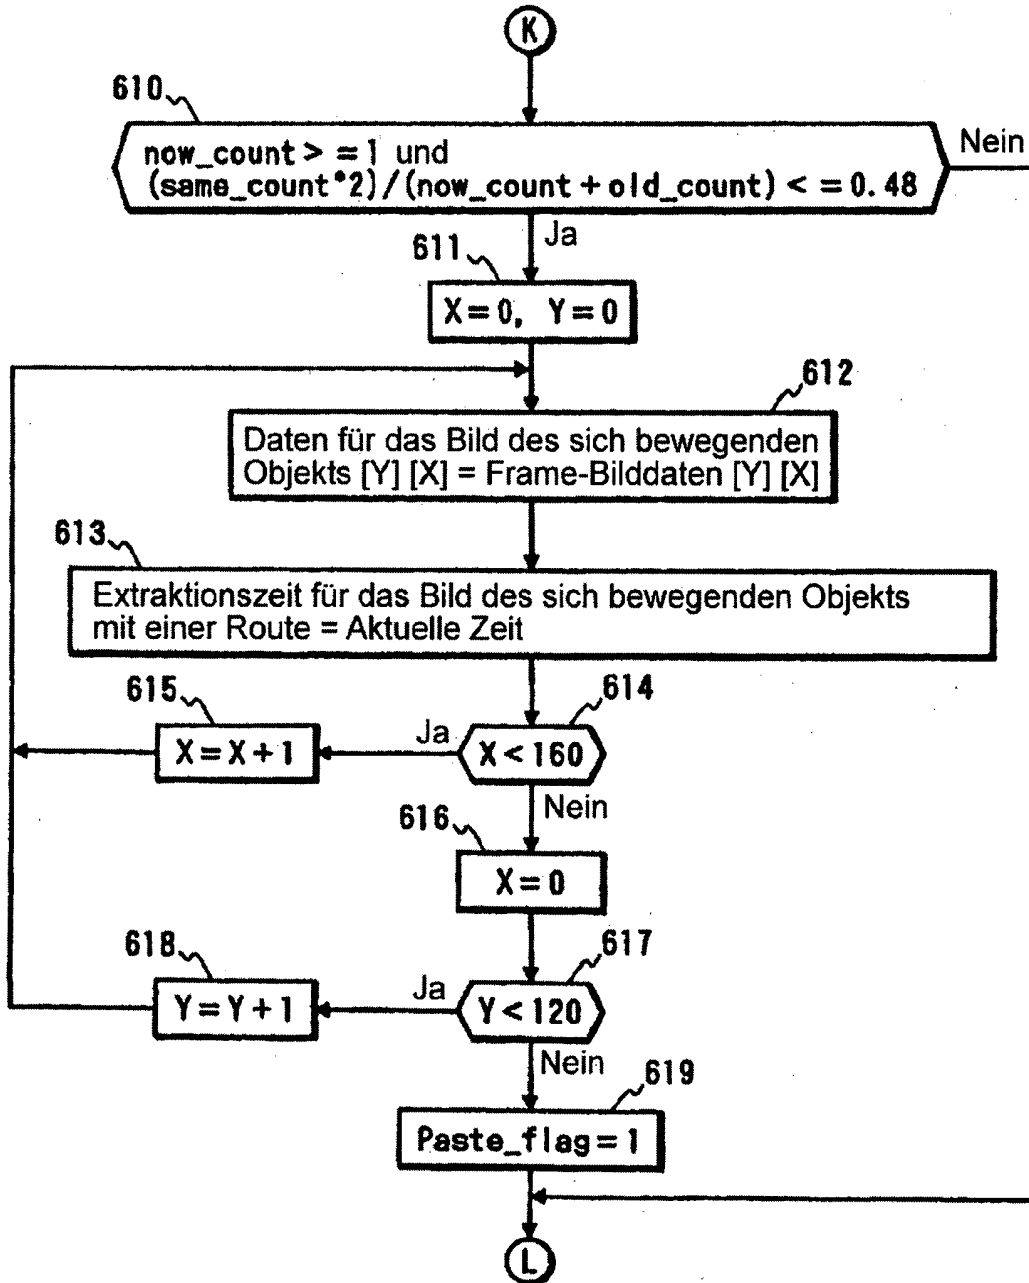 K
610
now_count > =1 und
(same_count*2)/(now_count + old_count) < =0.48
Nein
Ja
611
X=0, Y=0
612
Daten für das Bild des sich bewegenden
Objekts [Y] [X] = Frame-Bilddaten [Y] [X]
613
Extraktionszeit für das Bild des sich bewegenden Objekts
mit einer Route = Aktuelle Zeit
615
614
X=X+1
Ja
X<160
Nein
616
X=0
618
617
Y=Y+1
Ja
Y<120
Nein
619
Paste_flag=1
L